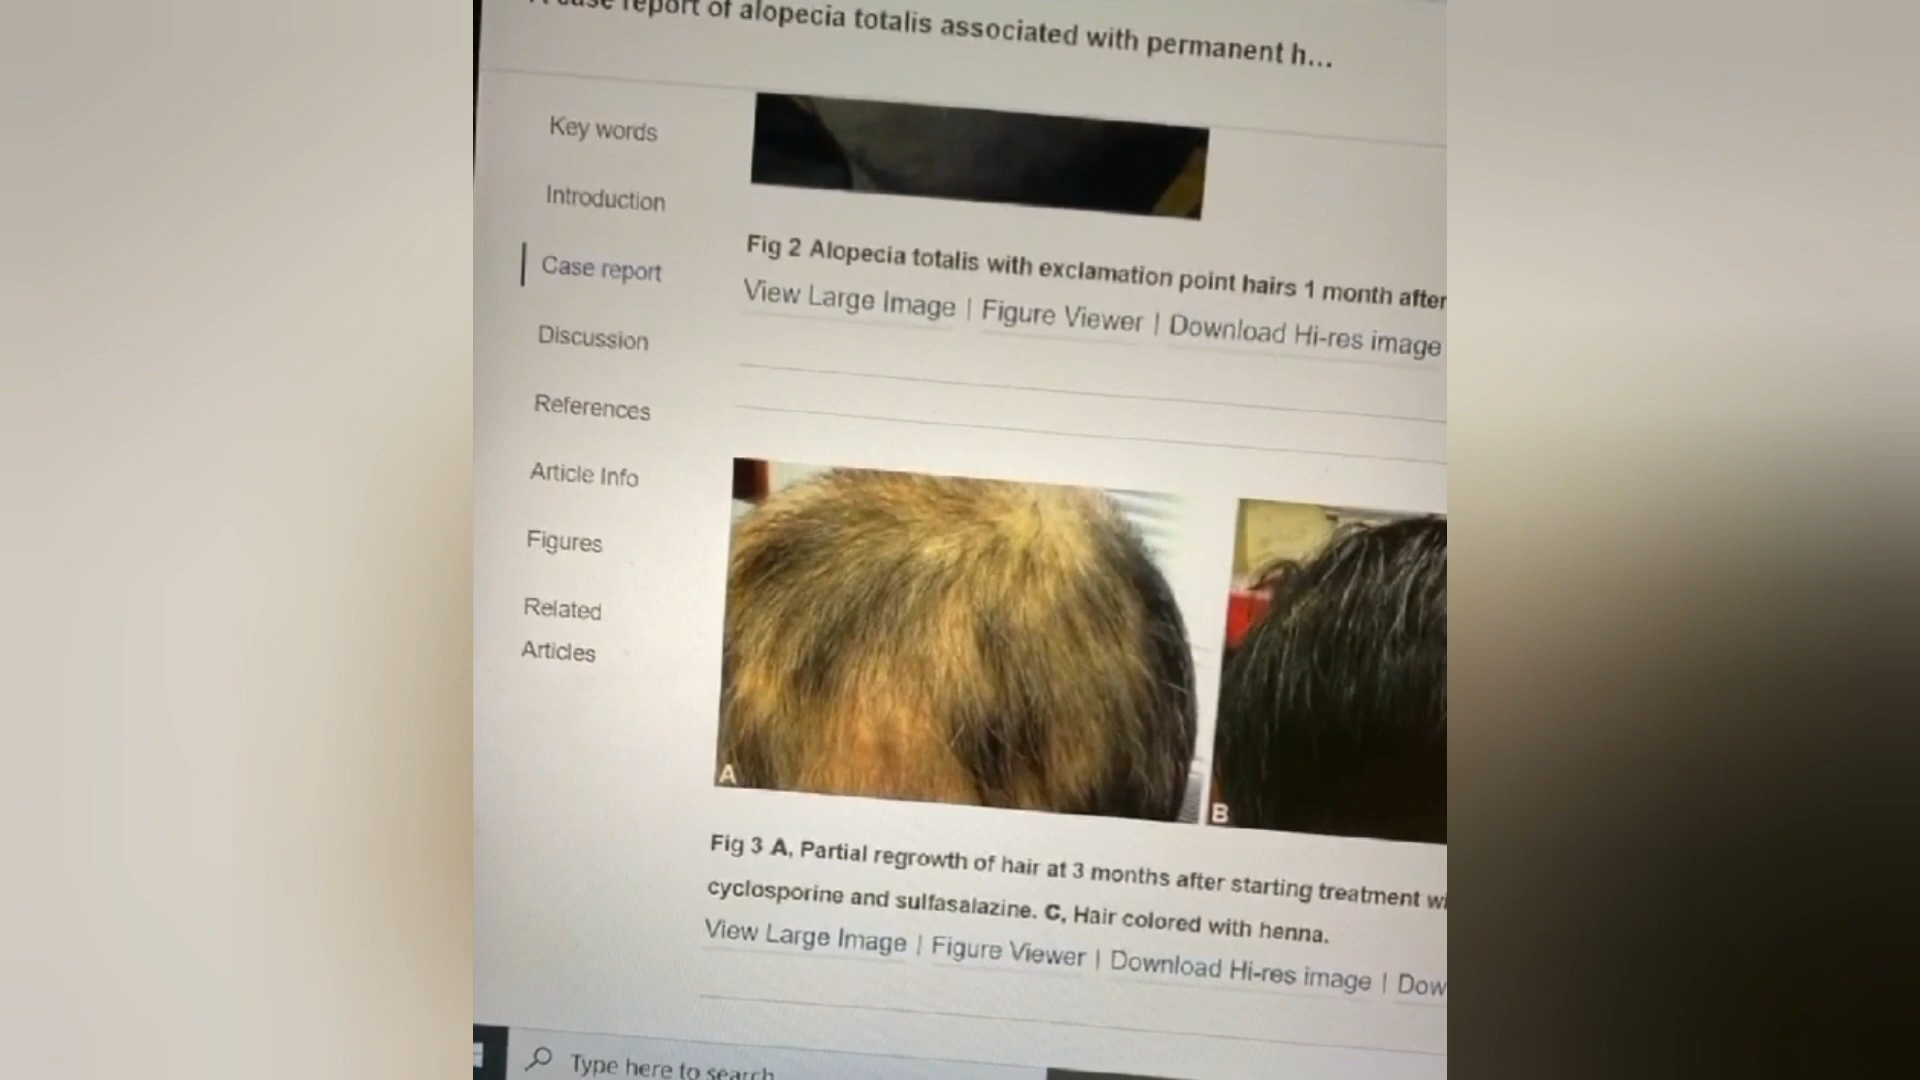 case report of alopecia totalis associated with permanent h...
Key words
Introduction
Case report
Discussion
References
Article Info
Figures
Related
Articles
Fig 2 Alopecia totalis with exclamation point hairs 1 month after
View Large Image | Figure Viewer | Download Hi-res image
A
B
Fig 3 A, Partial regrowth of hair at 3 months after starting treatment
cyclosporine and sulfasalazine. C, Hair colored with henna.
View Large Image | Figure Viewer | Download Hi-res image | Dow
Type here to search